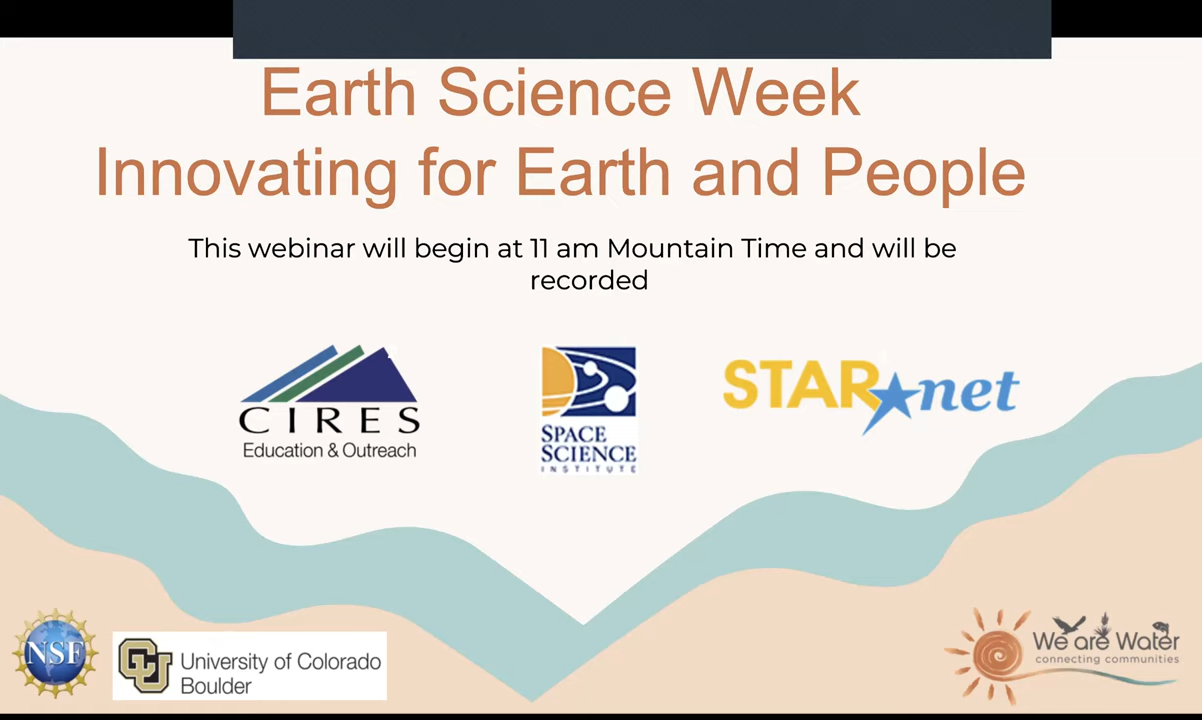 Earth Science Week
Innovating for Earth and People
This webinar will begin at 11 am Mountain Time and will be
recorded
CIRES
Education & Outreach
SPACE
SCIENCE
INSTITUTE
STAR net
NSF
CU
University of Colorado
Boulder
We are Water
connecting communities